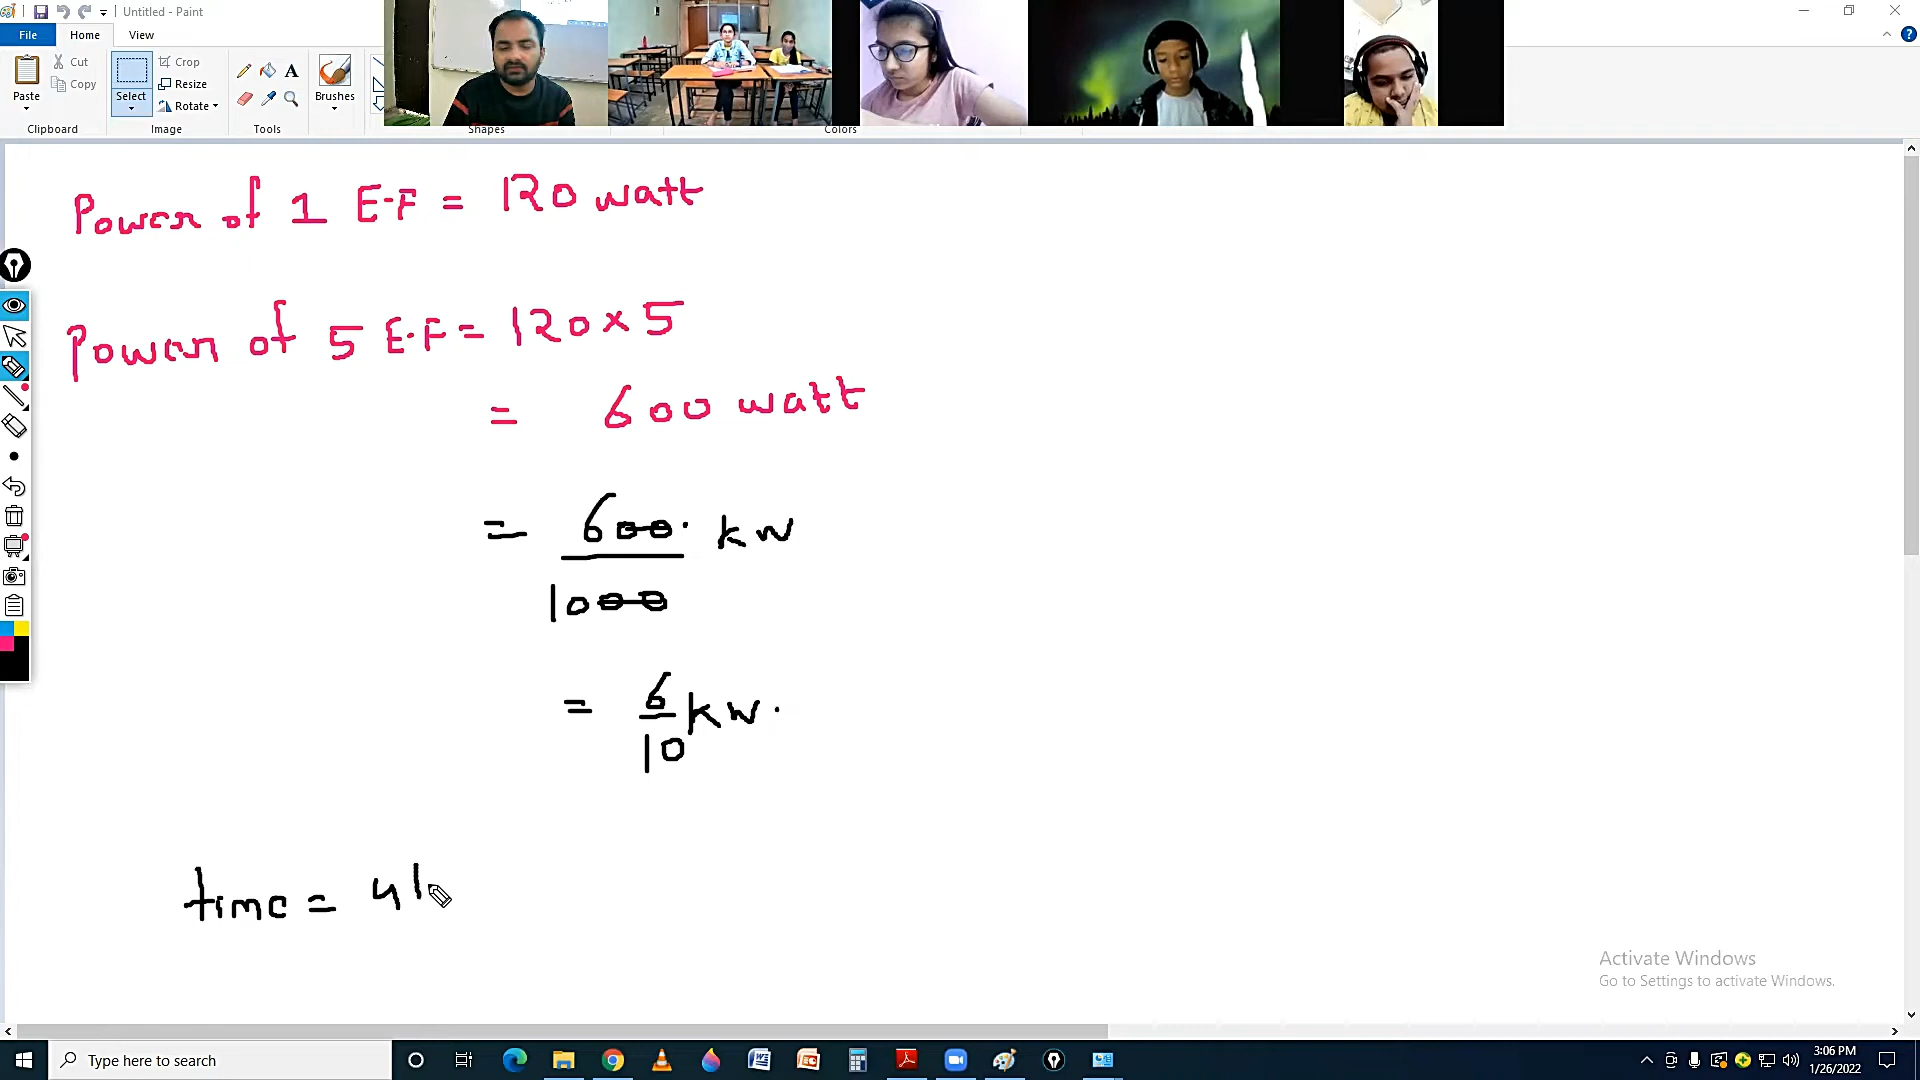 Untitled - Paint
File Home View
Paste
Cut
Copy
Clipboard
Select
Crop
Resize
Rotate
Image
A
Tools
Brushes
Shapes
Colors
Power of 1 E.F = 120 watt
Power of 5 E.F = 120 × 5
= 600 watt
= 600. kw
1000
= 6 kw.
10
time = 4h
Activate Windows
Go to Settings to activate Windows.
Type here to search
3:06 PM
1/26/2022